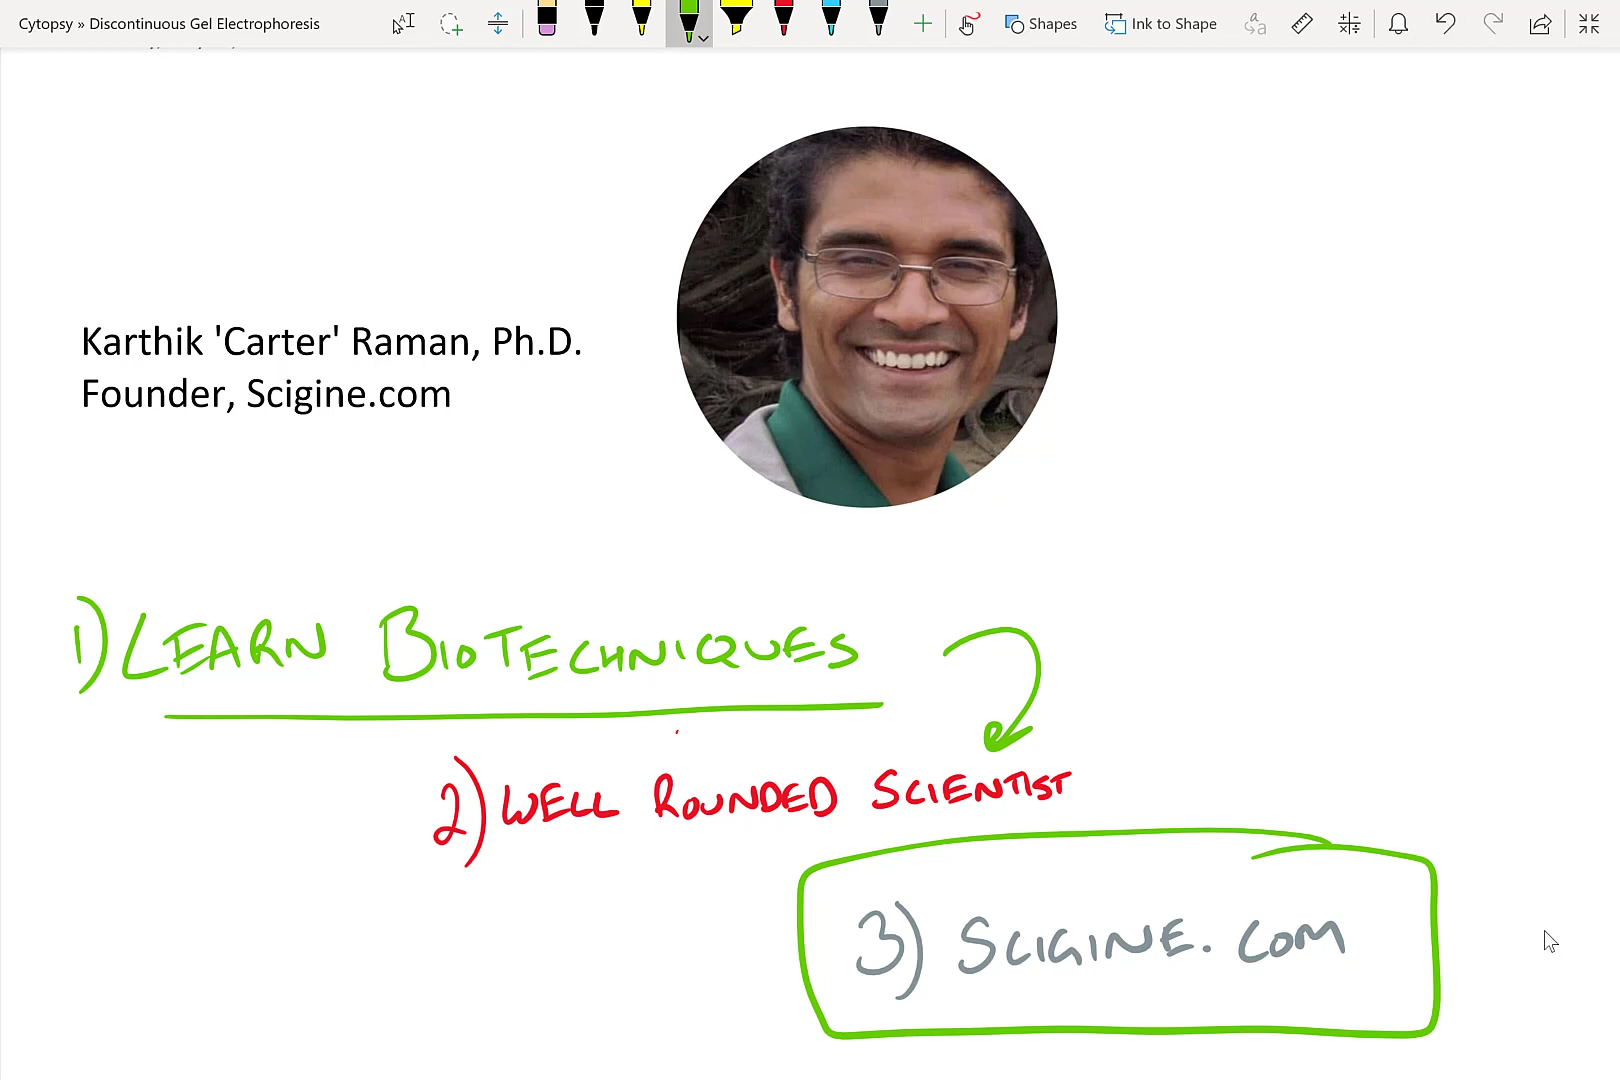 Cytopsy » Discontinuous Gel Electrophoresis
Shapes
Ink to Shape
Karthik 'Carter' Raman, Ph.D.
Founder, Scigine.com
1) LEARN BIOTECHNIQUES
2) WELL ROUNDED SCIENTIST
3) SCIGINE.COM